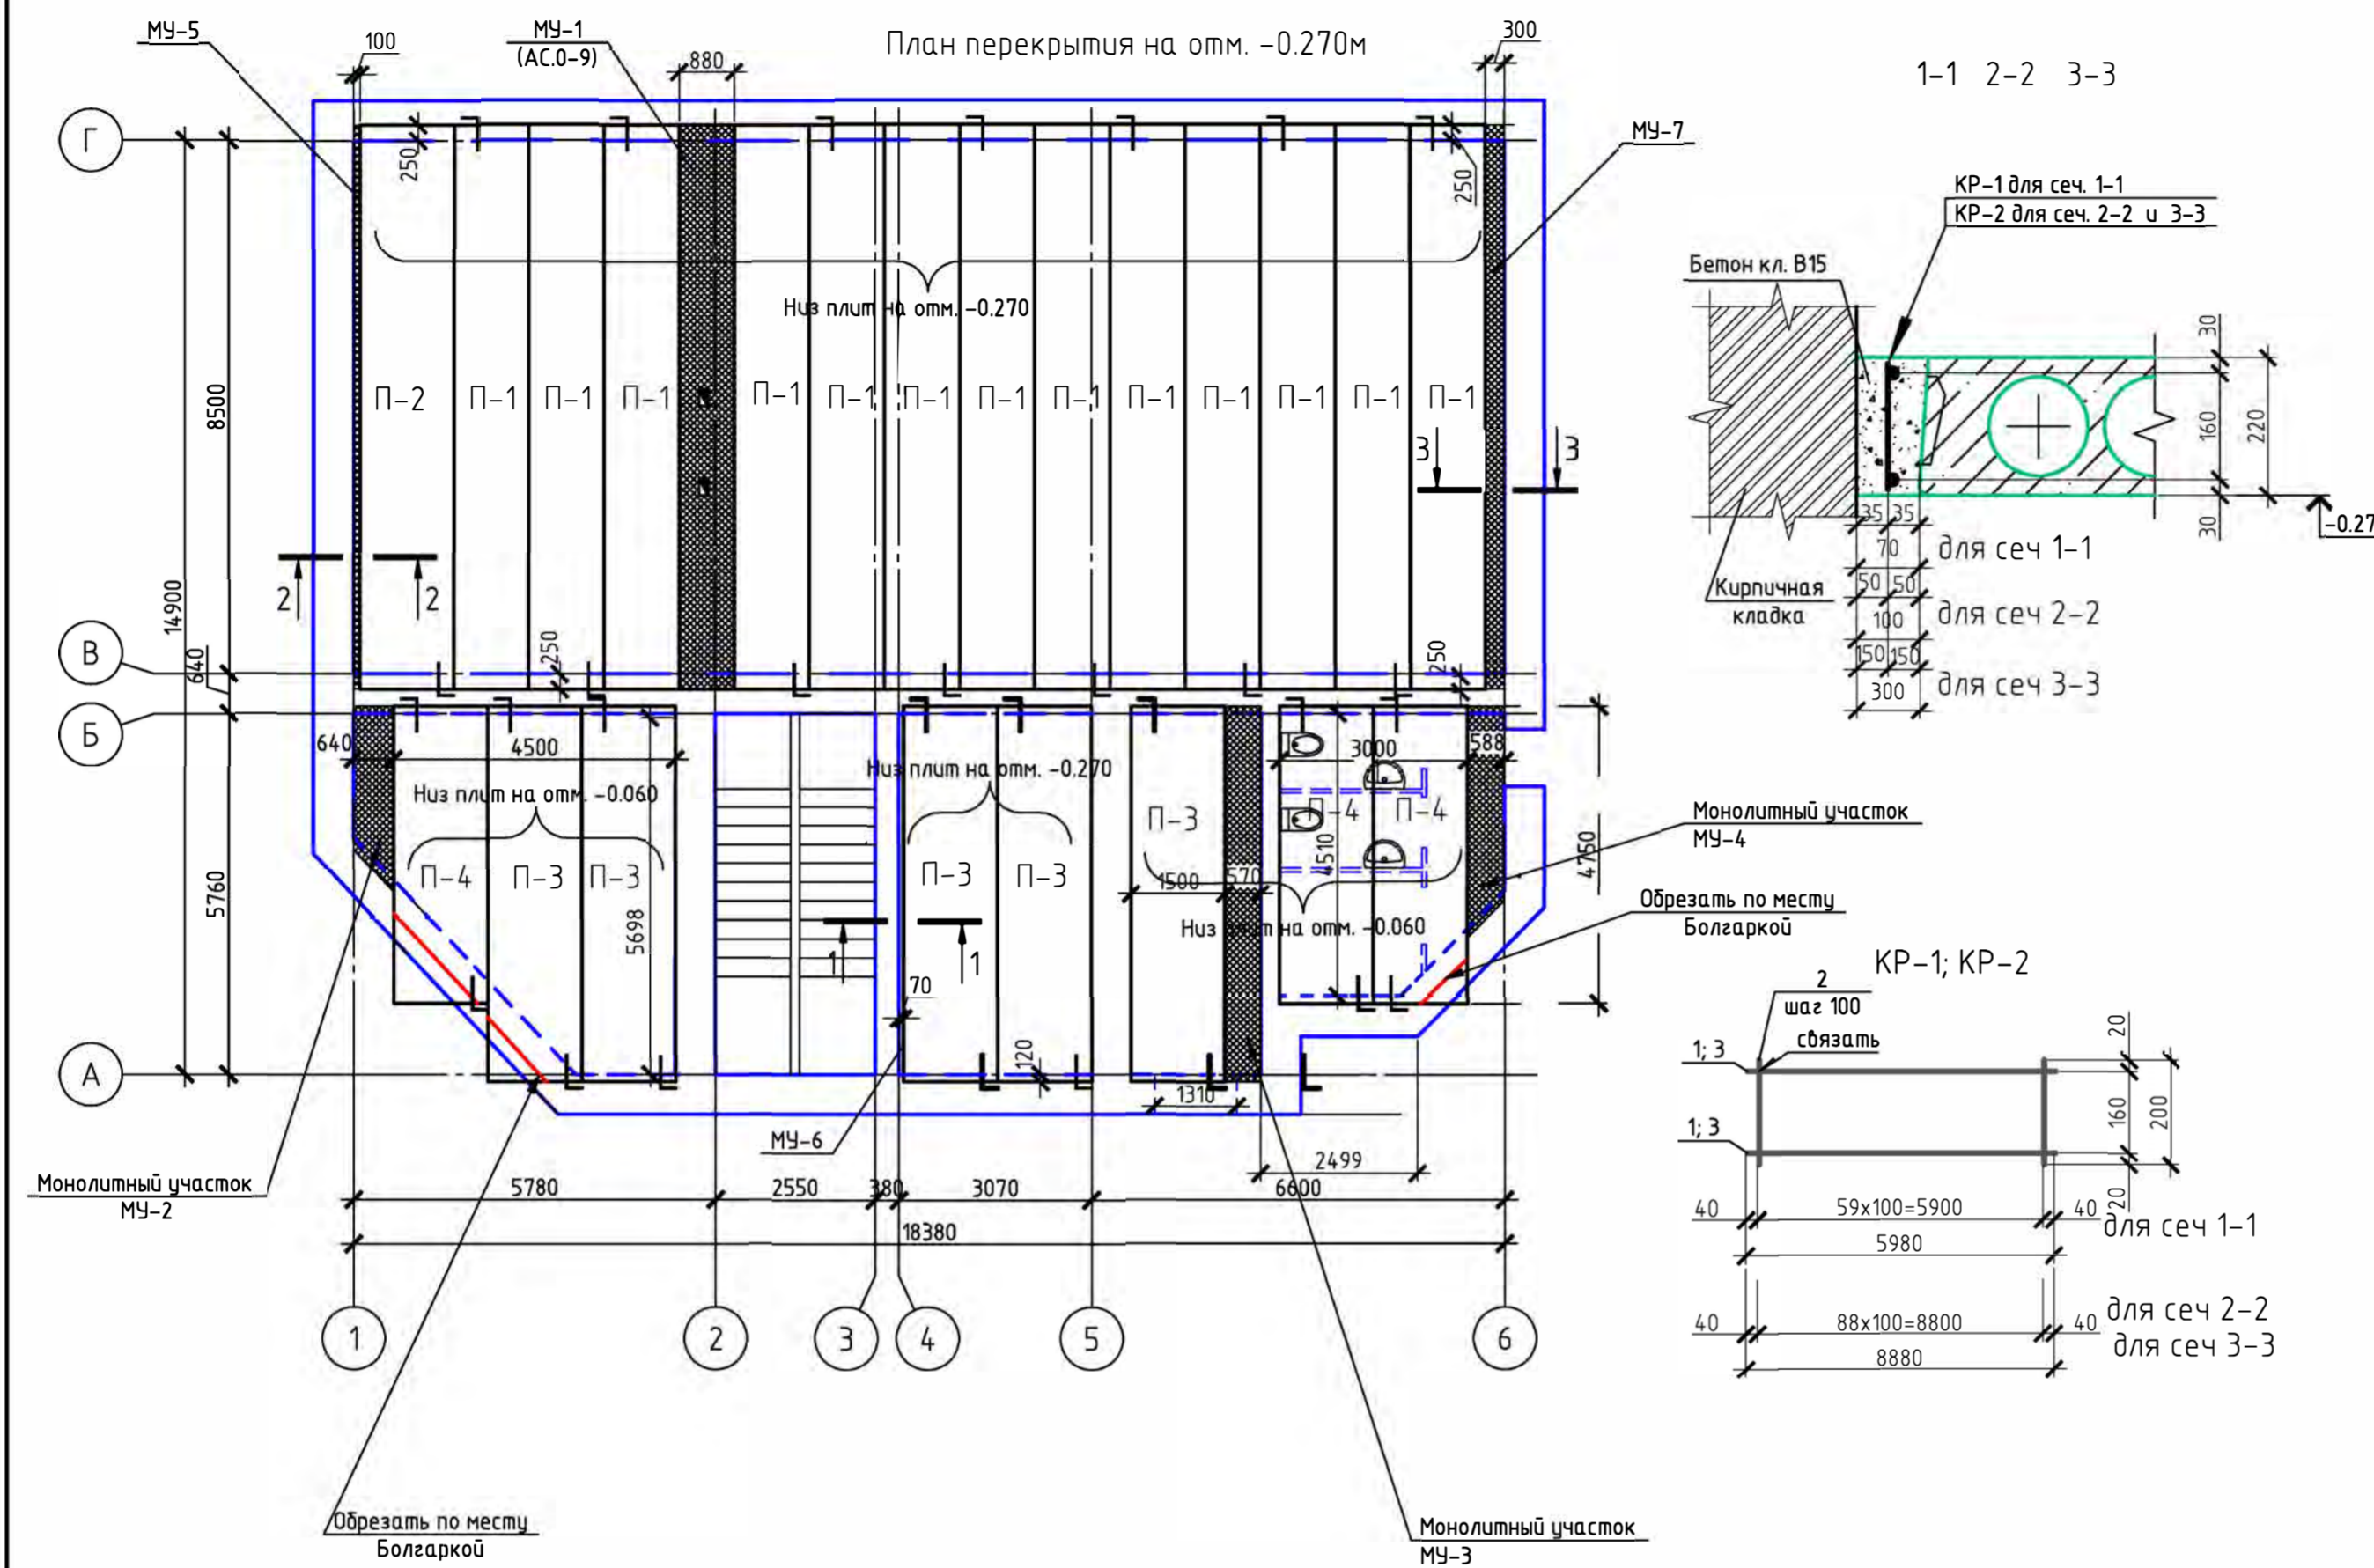 План перекрытия на отм. -0.270м
МУ-5
100
МУ-1
(АС.0-9)
880
300
1-1 2-2 3-3
Г
250
250
МУ-7
КР-1 для сеч. 1-1
КР-2 для сеч. 2-2 и 3-3
Бетон кл. В15
Низ плит на отм. -0.270
30
160
220
30
8500
П-2 П-1 П-1 П-1 П-1 П-1 П-1 П-1 П-1 П-1 П-1 П-1 П-1 П-1
3 3
35 35
70 для сеч 1-1
50 50
100 для сеч 2-2
150 150
300 для сеч 3-3
Кирпичная
кладка
14900
2 2
В
640
250
250
Б
640
4500
3000
588
Низ плит на отм. -0.060
Низ плит на отм. -0.270
П-4 П-3 П-3
П-3 П-3
П-3
П-4 П-4
5760
5698
4510
4750
1500
570
Низ плит на отм. -0.060
Монолитный участок
МУ-4
Обрезать по месту
Болгаркой
1 1
70
120
1310
А
МУ-6
2499
Монолитный участок
МУ-2
5780 2550 380 3070 6600
18380
1 2 3 4 5 6
КР-1; КР-2
2
шаг 100
связать
1; 3
1; 3
20
160
200
20
40 59х100=5900 40 для сеч 1-1
5980
40 88х100=8800 40 для сеч 2-2
для сеч 3-3
8880
Обрезать по месту
Болгаркой
Монолитный участок
МУ-3